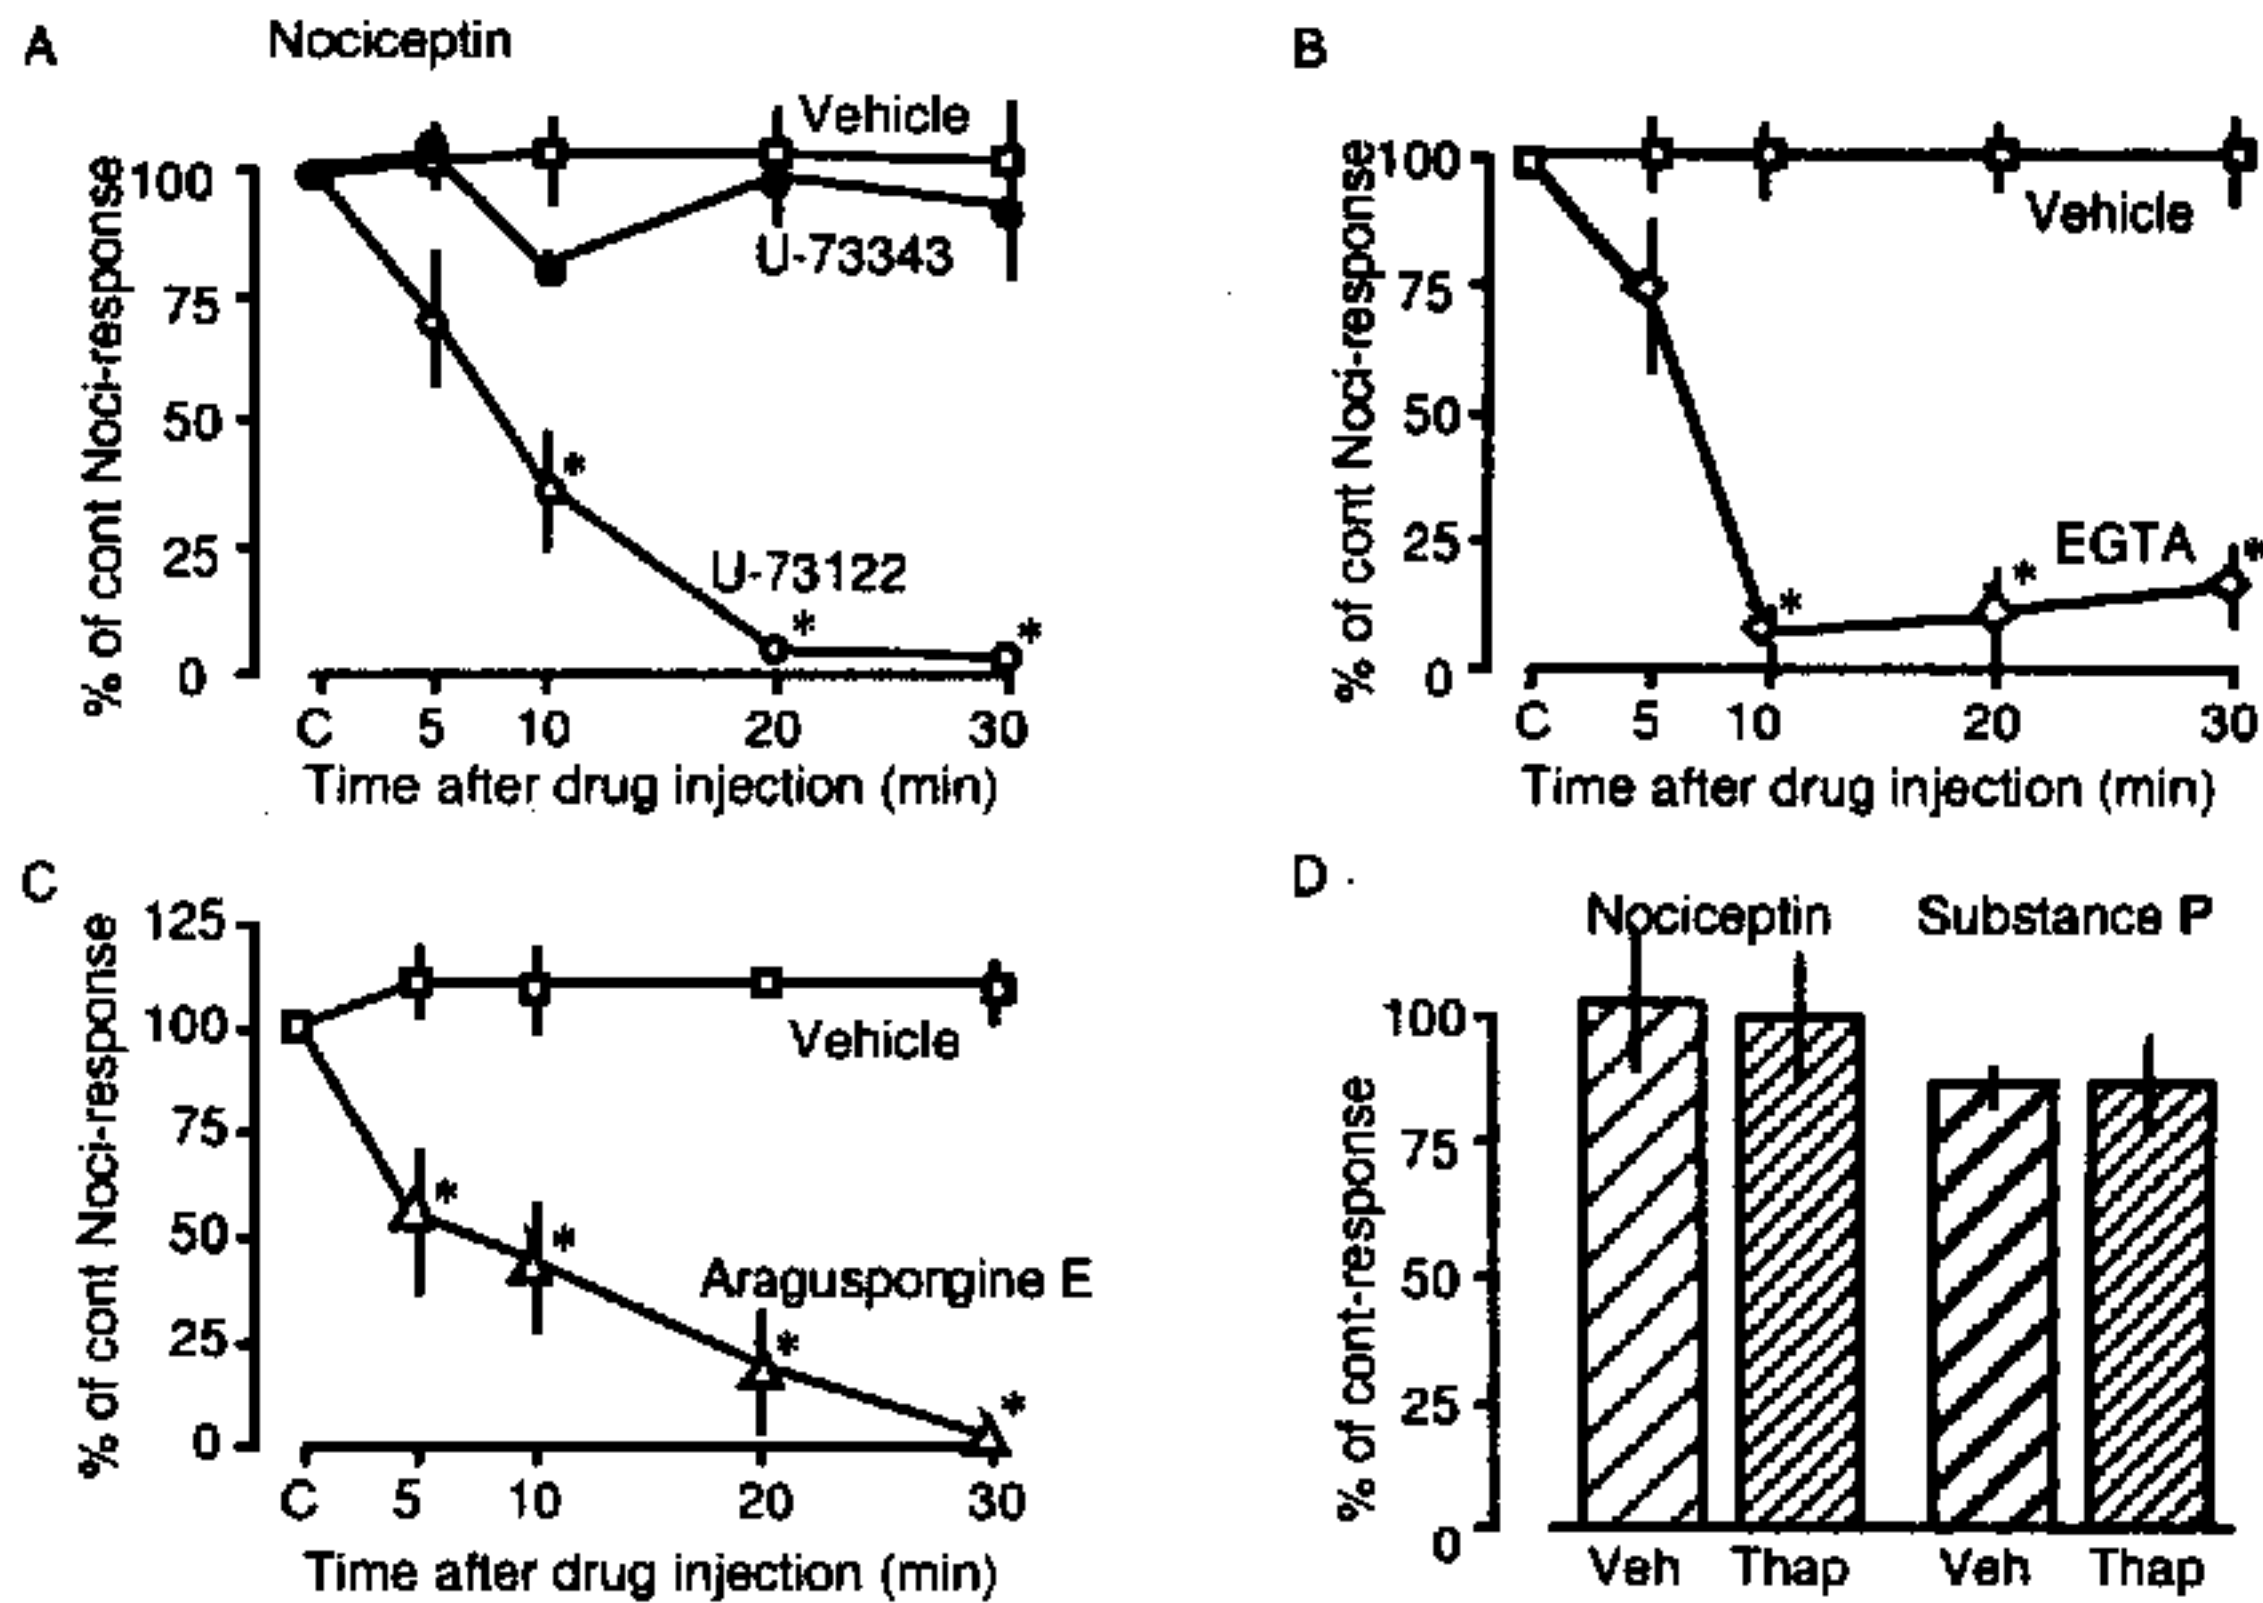 A
Nociceptin
% of cont Noci-response
100
75
50
25
0
Vehicle
U-73343
U-73122
*
*
*
C 5 10 20 30
Time after drug injection (min)
B
% of cont Noci-response
100
75
50
25
0
Vehicle
EGTA
*
*
*
C 5 10 20 30
Time after drug injection (min)
C
% of cont Noci-response
125
100
75
50
25
0
Vehicle
Araguspongine E
*
*
*
*
C 5 10 20 30
Time after drug injection (min)
D
Nociceptin Substance P
% of cont-response
100
75
50
25
0
Veh Thap Veh Thap